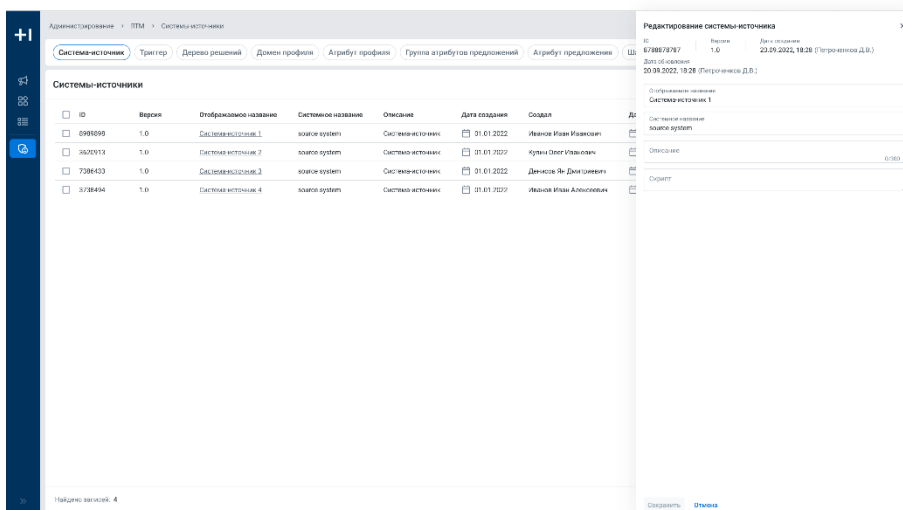 Администрирование › ПТМ › Системы-источники
Система-источник Триггер Дерево решений Домен профиля Атрибут профиля Группа атрибутов предложений Атрибут предложения
Системы-источники
ID Версия Отображаемое название Системное название Описание Дата создания Создал
8989898 1.0 Система-источник 1 source system Система-источник 01.01.2022 Иванов Иван Иванович
3620913 1.0 Система-источник 2 source system Система-источник 01.01.2022 Купин Олег Иванович
7386433 1.0 Система-источник 3 source system Система-источник 01.01.2022 Денисов Ян Дмитриевич
3738494 1.0 Система-источник 4 source system Система-источник 01.01.2022 Иванов Иван Алексеевич
Найдено записей: 4
Редактирование системы-источника
ID Версия Дата создания
6789878767 1.0 20.09.2022, 18:28 (Петроченков Д.В.)
Дата обновления
20.09.2022, 18:28 (Петроченков Д.В.)
Отображаемое название
Система-источник 1
Системное название
source system
Описание
0/380
Скрипт
Сохранить Отмена